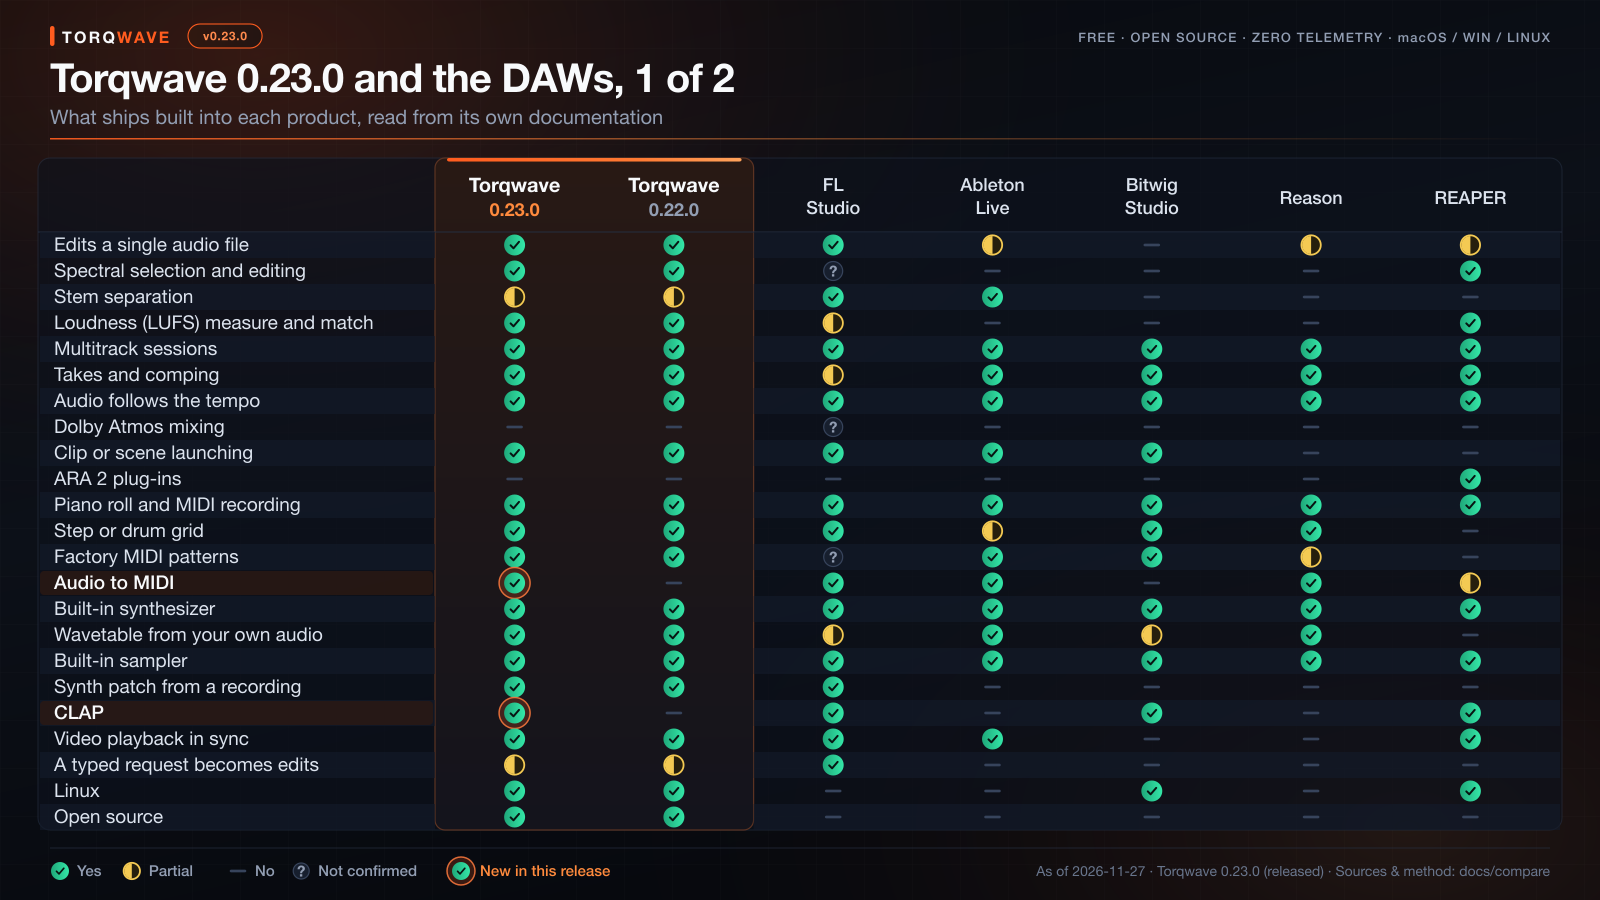 TORQWAVE v0.23.0
FREE · OPEN SOURCE · ZERO TELEMETRY · macOS / WIN / LINUX
Torqwave 0.23.0 and the DAWs, 1 of 2
What ships built into each product, read from its own documentation
Torqwave 0.23.0
Torqwave 0.22.0
FL Studio
Ableton Live
Bitwig Studio
Reason
REAPER
Edits a single audio file
Spectral selection and editing
?
Stem separation
Loudness (LUFS) measure and match
Multitrack sessions
Takes and comping
Audio follows the tempo
Dolby Atmos mixing
?
Clip or scene launching
ARA 2 plug-ins
Piano roll and MIDI recording
Step or drum grid
Factory MIDI patterns
?
Audio to MIDI
Built-in synthesizer
Wavetable from your own audio
Built-in sampler
Synth patch from a recording
CLAP
Video playback in sync
A typed request becomes edits
Linux
Open source
Yes Partial No ? Not confirmed New in this release
As of 2026-11-27 · Torqwave 0.23.0 (released) · Sources & method: docs/compare